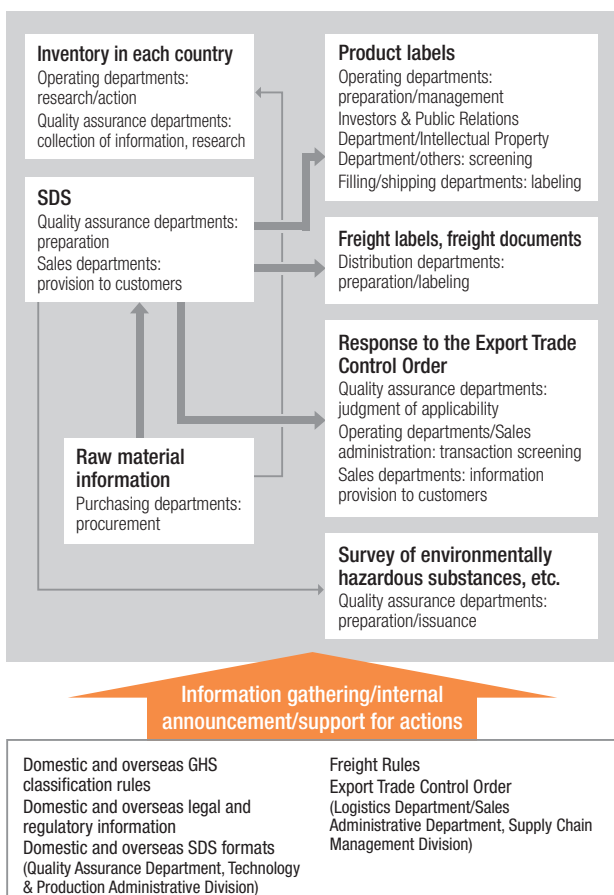 Inventory in each country
Operating departments:
research/action
Quality assurance departments:
collection of information, research
SDS
Quality assurance departments:
preparation
Sales departments:
provision to customers
Raw material
information
Purchasing departments:
procurement
Product labels
Operating departments:
preparation/management
Investors & Public Relations
Department/Intellectual Property
Department/others: screening
Filling/shipping departments: labeling
Freight labels, freight documents
Distribution departments:
preparation/labeling
Response to the Export Trade
Control Order
Quality assurance departments:
judgment of applicability
Operating departments/Sales
administration: transaction screening
Sales departments: information
provision to customers
Survey of environmentally
hazardous substances, etc.
Quality assurance departments:
preparation/issuance
Information gathering/internal
announcement/support for actions
Domestic and overseas GHS
classification rules
Domestic and overseas legal and
regulatory information
Domestic and overseas SDS formats
(Quality Assurance Department, Technology
& Production Administrative Division)
Freight Rules
Export Trade Control Order
(Logistics Department/Sales
Administrative Department, Supply Chain
Management Division)